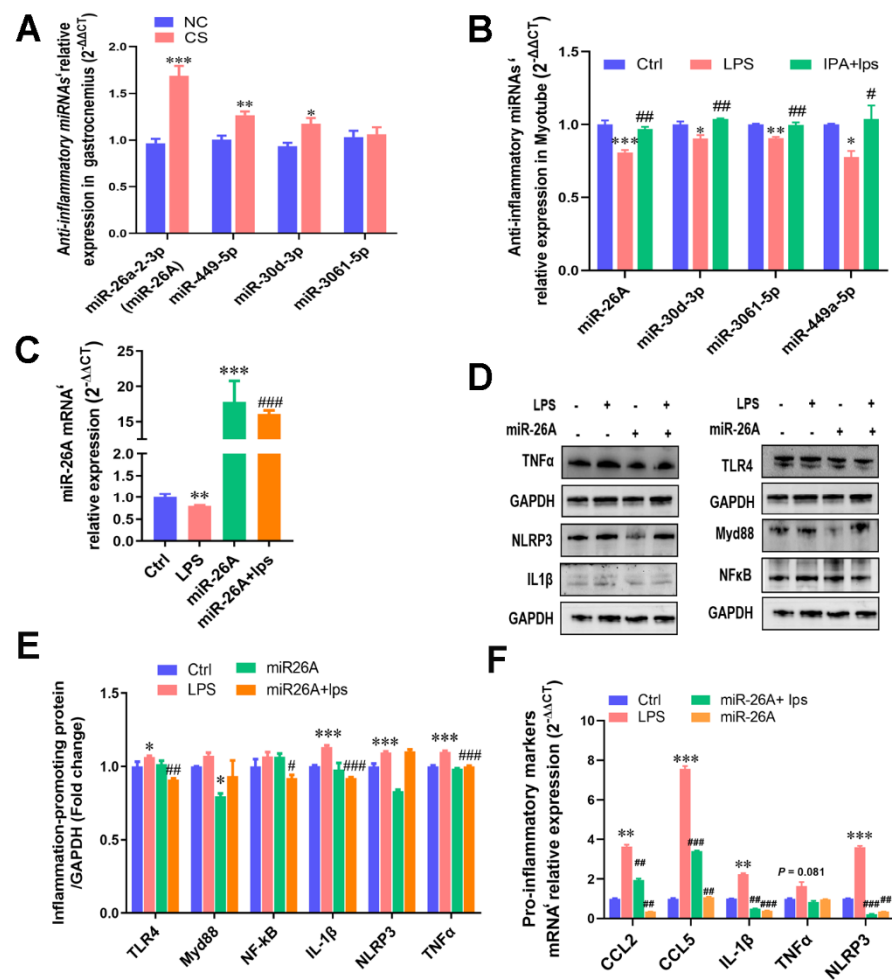 A
NC
CS
Anti-inflammatory miRNAs‘ relative
expression in gastrocnemius (2-ΔΔCT)
2.0
1.5
1.0
0.5
0.0
***
**
*
miR-26a-2-3p
(miR-26A)
miR-449-5p
miR-30d-3p
miR-3061-5p
B
Ctrl
LPS
IPA+lps
Anti-inflammatory miRNAs‘
relative expression in Myotube (2-ΔΔCT)
1.5
1.0
0.5
0.0
***
##
*
##
**
##
*
#
miR-26A
miR-30d-3p
miR-3061-5p
miR-449a-5p
C
miR-26A mRNA‘
relative expression (2-ΔΔCT)
25
20
15
1.5
1.0
0.5
0.0
**
***
###
Ctrl
LPS
miR-26A
miR-26A+lps
D
LPS - + - +
miR-26A - - + +
TNFα
GAPDH
NLRP3
IL1β
GAPDH
LPS - + - +
miR-26A - - + +
TLR4
GAPDH
Myd88
NFκB
GAPDH
E
Ctrl
miR26A
LPS
miR26A+lps
Inflammation-promoting protein
/GAPDH (Fold change)
1.5
1.0
0.5
0.0
*
##
*
#
***
###
***
***
###
TLR4
Myd88
NF-kB
IL-1β
NLRP3
TNFα
F
Ctrl
miR-26A+ lps
LPS
miR-26A
Pro-inflammatory markers
mRNA‘ relative expression (2-ΔΔCT)
10
8
6
4
2
0
**
##
##
***
###
##
**
##
###
P = 0.081
***
###
##
CCL2
CCL5
IL-1β
TNFα
NLRP3